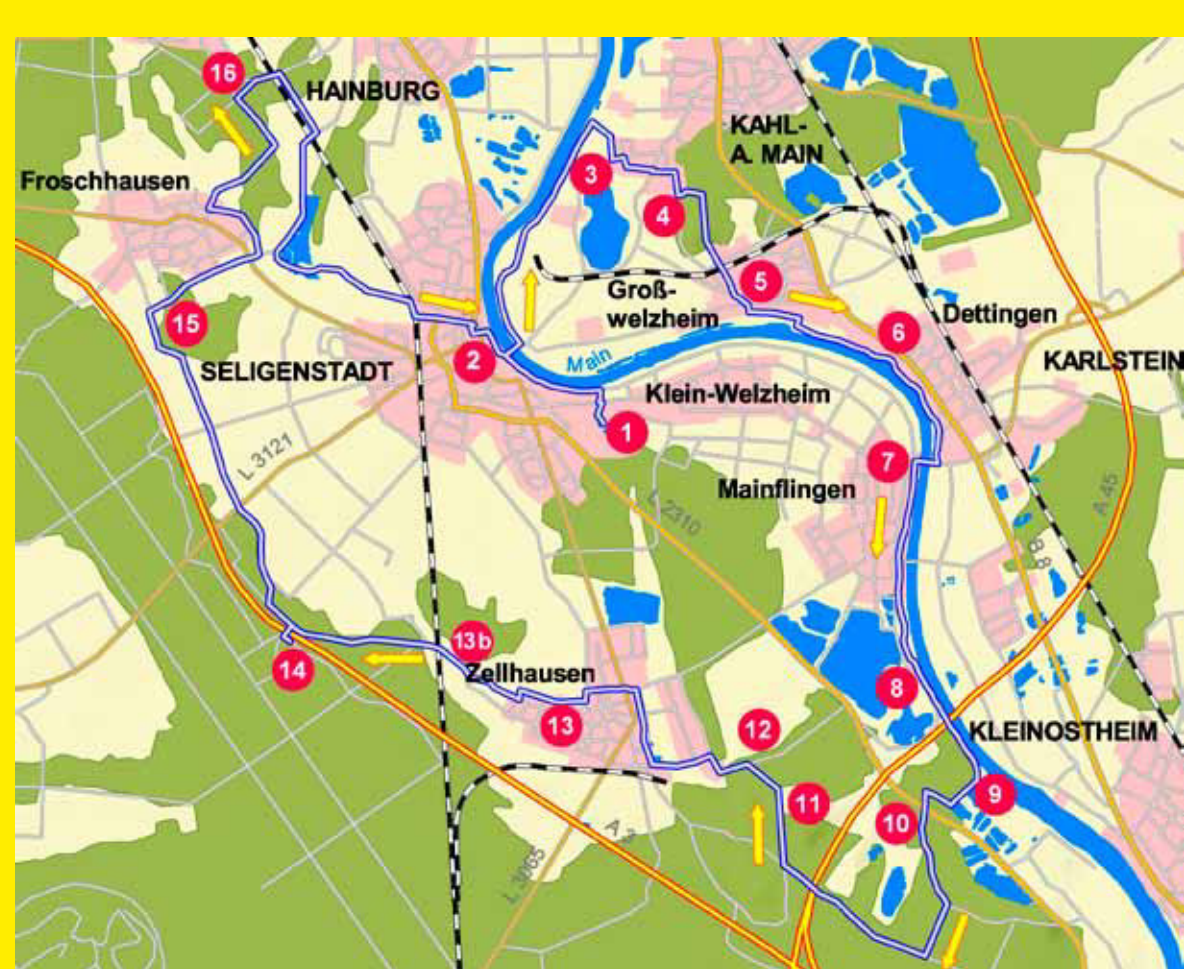 16
HAINBURG
KAHL-
A. MAIN
3
Froschhausen
4
5
Groß-
welzheim
15
6
Dettingen
2
Main
KARLSTEIN
SELIGENSTADT
Klein-Welzheim
1
L 3121
7
Mainflingen
L 2310
A 45
B 8
13b
14
Zellhausen
8
13
12
KLEINOSTHEIM
11
9
10
A 3
L 3065